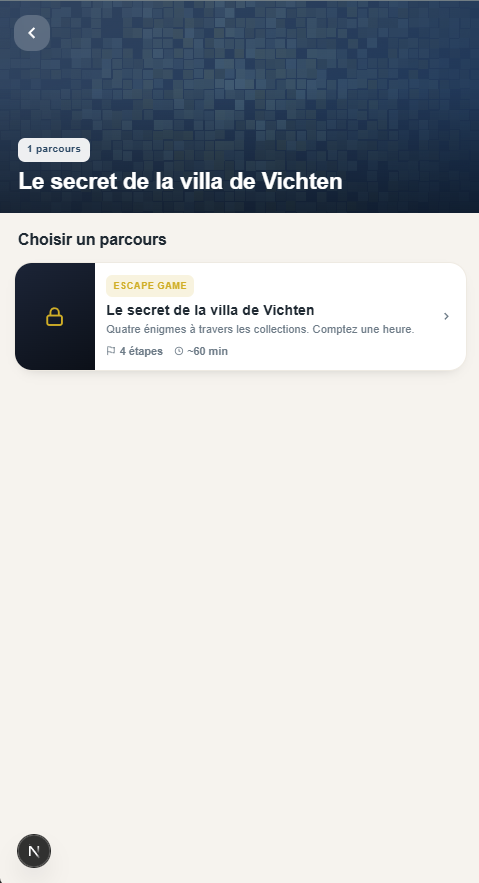 1 parcours
Le secret de la villa de Vichten
Choisir un parcours
ESCAPE GAME
Le secret de la villa de Vichten
Quatre énigmes à travers les collections. Comptez une heure.
4 étapes ~60 min
N